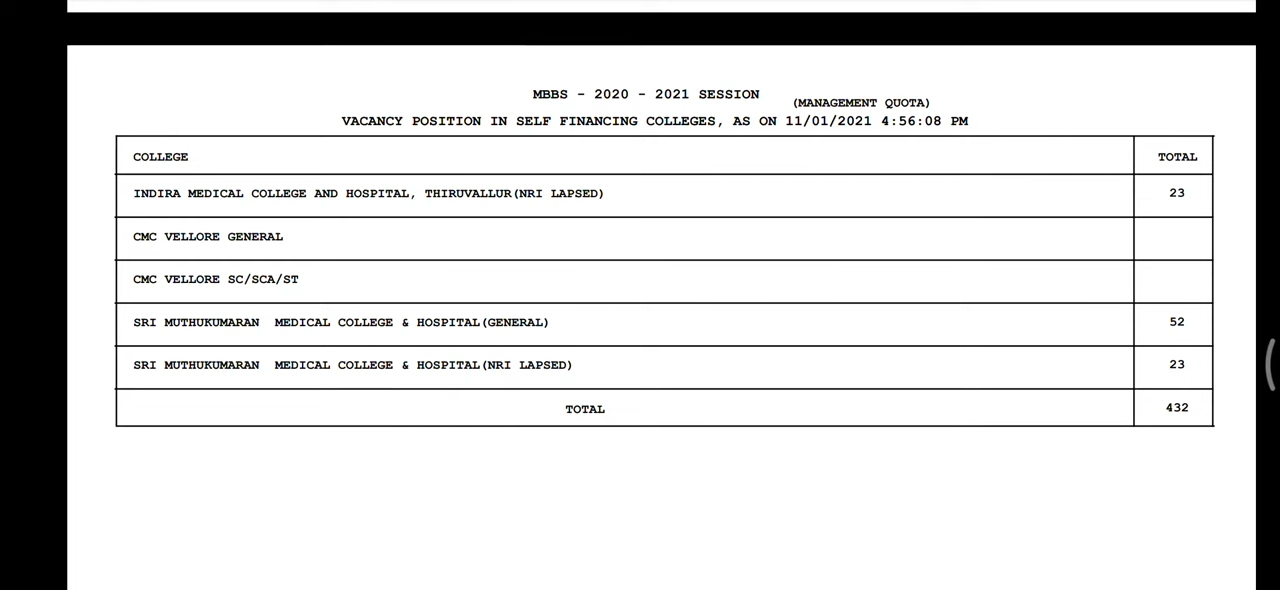 MBBS - 2020 - 2021 SESSION
(MANAGEMENT QUOTA)
VACANCY POSITION IN SELF FINANCING COLLEGES, AS ON 11/01/2021 4:56:08 PM
COLLEGE TOTAL
INDIRA MEDICAL COLLEGE AND HOSPITAL, THIRUVALLUR(NRI LAPSED) 23
CMC VELLORE GENERAL
CMC VELLORE SC/SCA/ST
SRI MUTHUKUMARAN MEDICAL COLLEGE & HOSPITAL(GENERAL) 52
SRI MUTHUKUMARAN MEDICAL COLLEGE & HOSPITAL(NRI LAPSED) 23
TOTAL 432